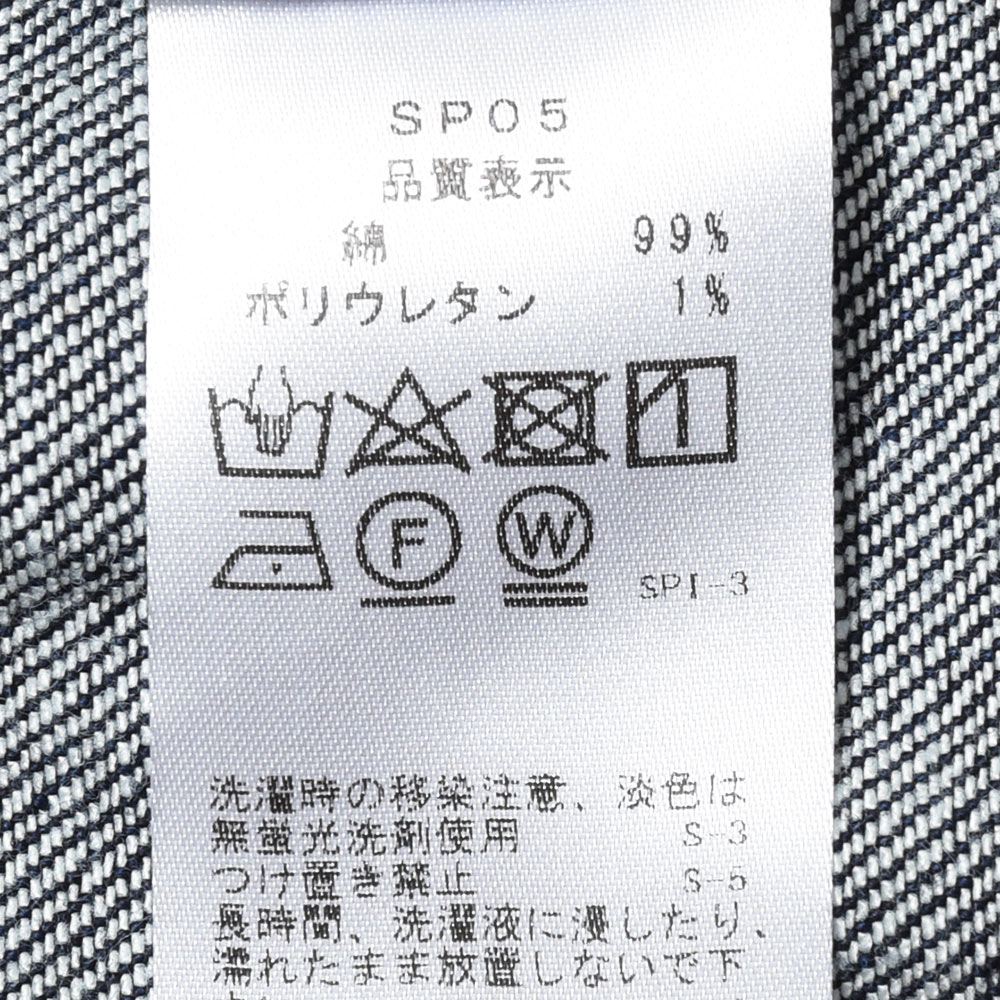 SP05
品質表示
綿 99%
ポリウレタン 1%
F W SPI-3
洗濯時の移染注意、淡色は
無蛍光洗剤使用 S-3
つけ置き禁止 S-5
長時間、洗濯液に浸したり、
濡れたまま放置しないで下